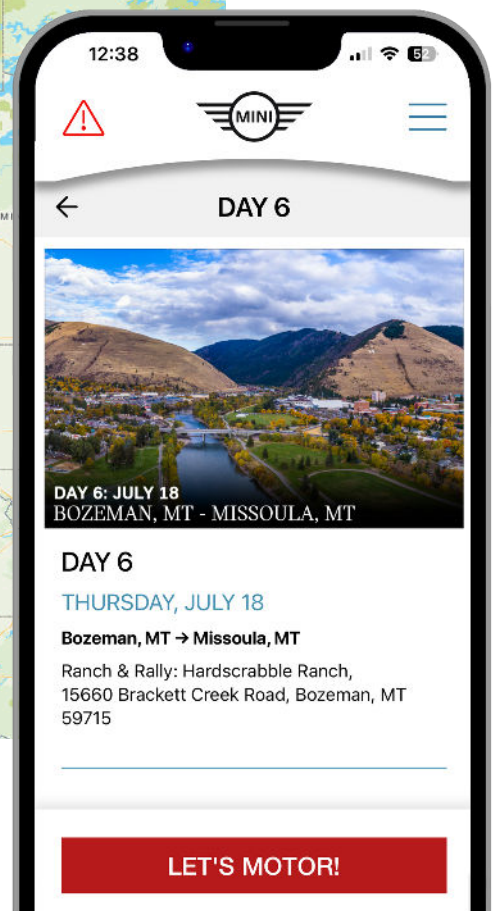 12:38
52
MINI
DAY 6
DAY 6: JULY 18
BOZEMAN, MT - MISSOULA, MT
DAY 6
THURSDAY, JULY 18
Bozeman, MT → Missoula, MT
Ranch & Rally: Hardscrabble Ranch,
15660 Brackett Creek Road, Bozeman, MT
59715
LET'S MOTOR!